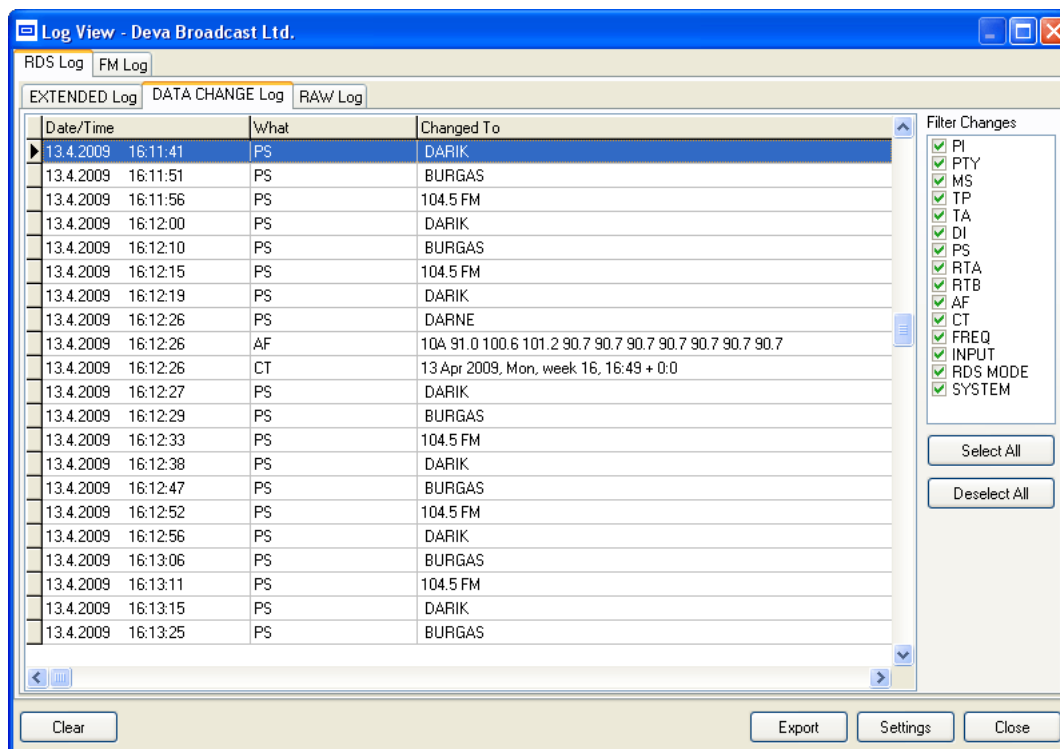 Log View - Deva Broadcast Ltd.
RDS Log FM Log
EXTENDED Log DATA CHANGE Log RAW Log
Date/Time What Changed To
13.4.2009 16:11:41 PS DARIK
13.4.2009 16:11:51 PS BURGAS
13.4.2009 16:11:56 PS 104.5 FM
13.4.2009 16:12:00 PS DARIK
13.4.2009 16:12:10 PS BURGAS
13.4.2009 16:12:15 PS 104.5 FM
13.4.2009 16:12:19 PS DARIK
13.4.2009 16:12:26 PS DARNE
13.4.2009 16:12:26 AF 10A 91.0 100.6 101.2 90.7 90.7 90.7 90.7 90.7 90.7 90.7
13.4.2009 16:12:26 CT 13 Apr 2009, Mon, week 16, 16:49 + 0:0
13.4.2009 16:12:27 PS DARIK
13.4.2009 16:12:29 PS BURGAS
13.4.2009 16:12:33 PS 104.5 FM
13.4.2009 16:12:38 PS DARIK
13.4.2009 16:12:47 PS BURGAS
13.4.2009 16:12:52 PS 104.5 FM
13.4.2009 16:12:56 PS DARIK
13.4.2009 16:13:06 PS BURGAS
13.4.2009 16:13:11 PS 104.5 FM
13.4.2009 16:13:15 PS DARIK
13.4.2009 16:13:25 PS BURGAS
Filter Changes
PI
PTY
MS
TP
TA
DI
PS
RTA
RTB
AF
CT
FREQ
INPUT
RDS MODE
SYSTEM
Select All
Deselect All
Clear Export Settings Close